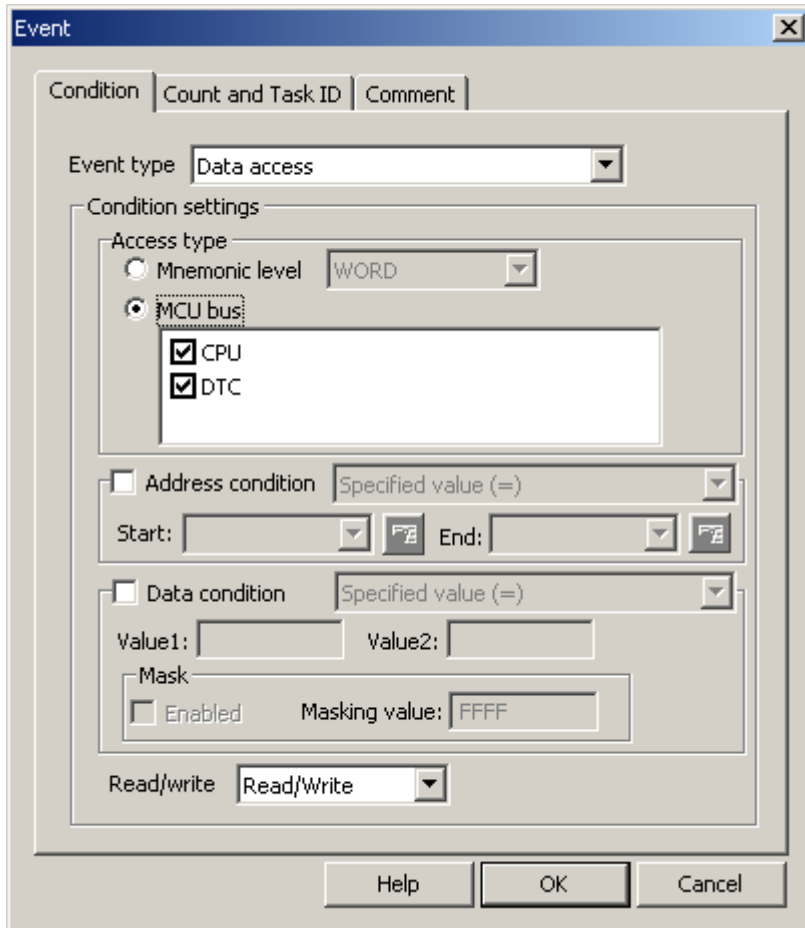 Event
Condition Count and Task ID Comment
Event type Data access
Condition settings
Access type
Mnemonic level WORD
MCU bus
CPU
DTC
Address condition Specified value (=)
Start: End:
Data condition Specified value (=)
Value1: Value2:
Mask
Enabled Masking value: FFFF
Read/write Read/Write
Help OK Cancel